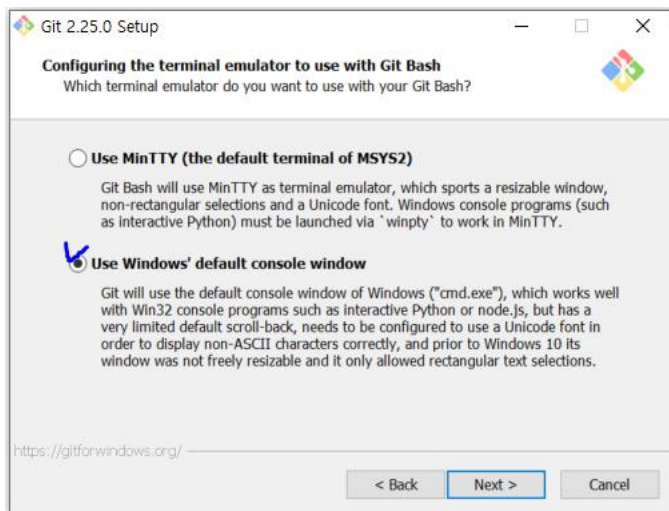 Git 2.25.0 Setup
Configuring the terminal emulator to use with Git Bash
Which terminal emulator do you want to use with your Git Bash?
Use MinTTY (the default terminal of MSYS2)
Git Bash will use MinTTY as terminal emulator, which sports a resizable window,
non-rectangular selections and a Unicode font. Windows console programs (such
as interactive Python) must be launched via `winpty` to work in MinTTY.
Use Windows' default console window
Git will use the default console window of Windows ("cmd.exe"), which works well
with Win32 console programs such as interactive Python or node.js, but has a
very limited default scroll-back, needs to be configured to use a Unicode font in
order to display non-ASCII characters correctly, and prior to Windows 10 its
window was not freely resizable and it only allowed rectangular text selections.
https://gitforwindows.org/
< Back
Next >
Cancel